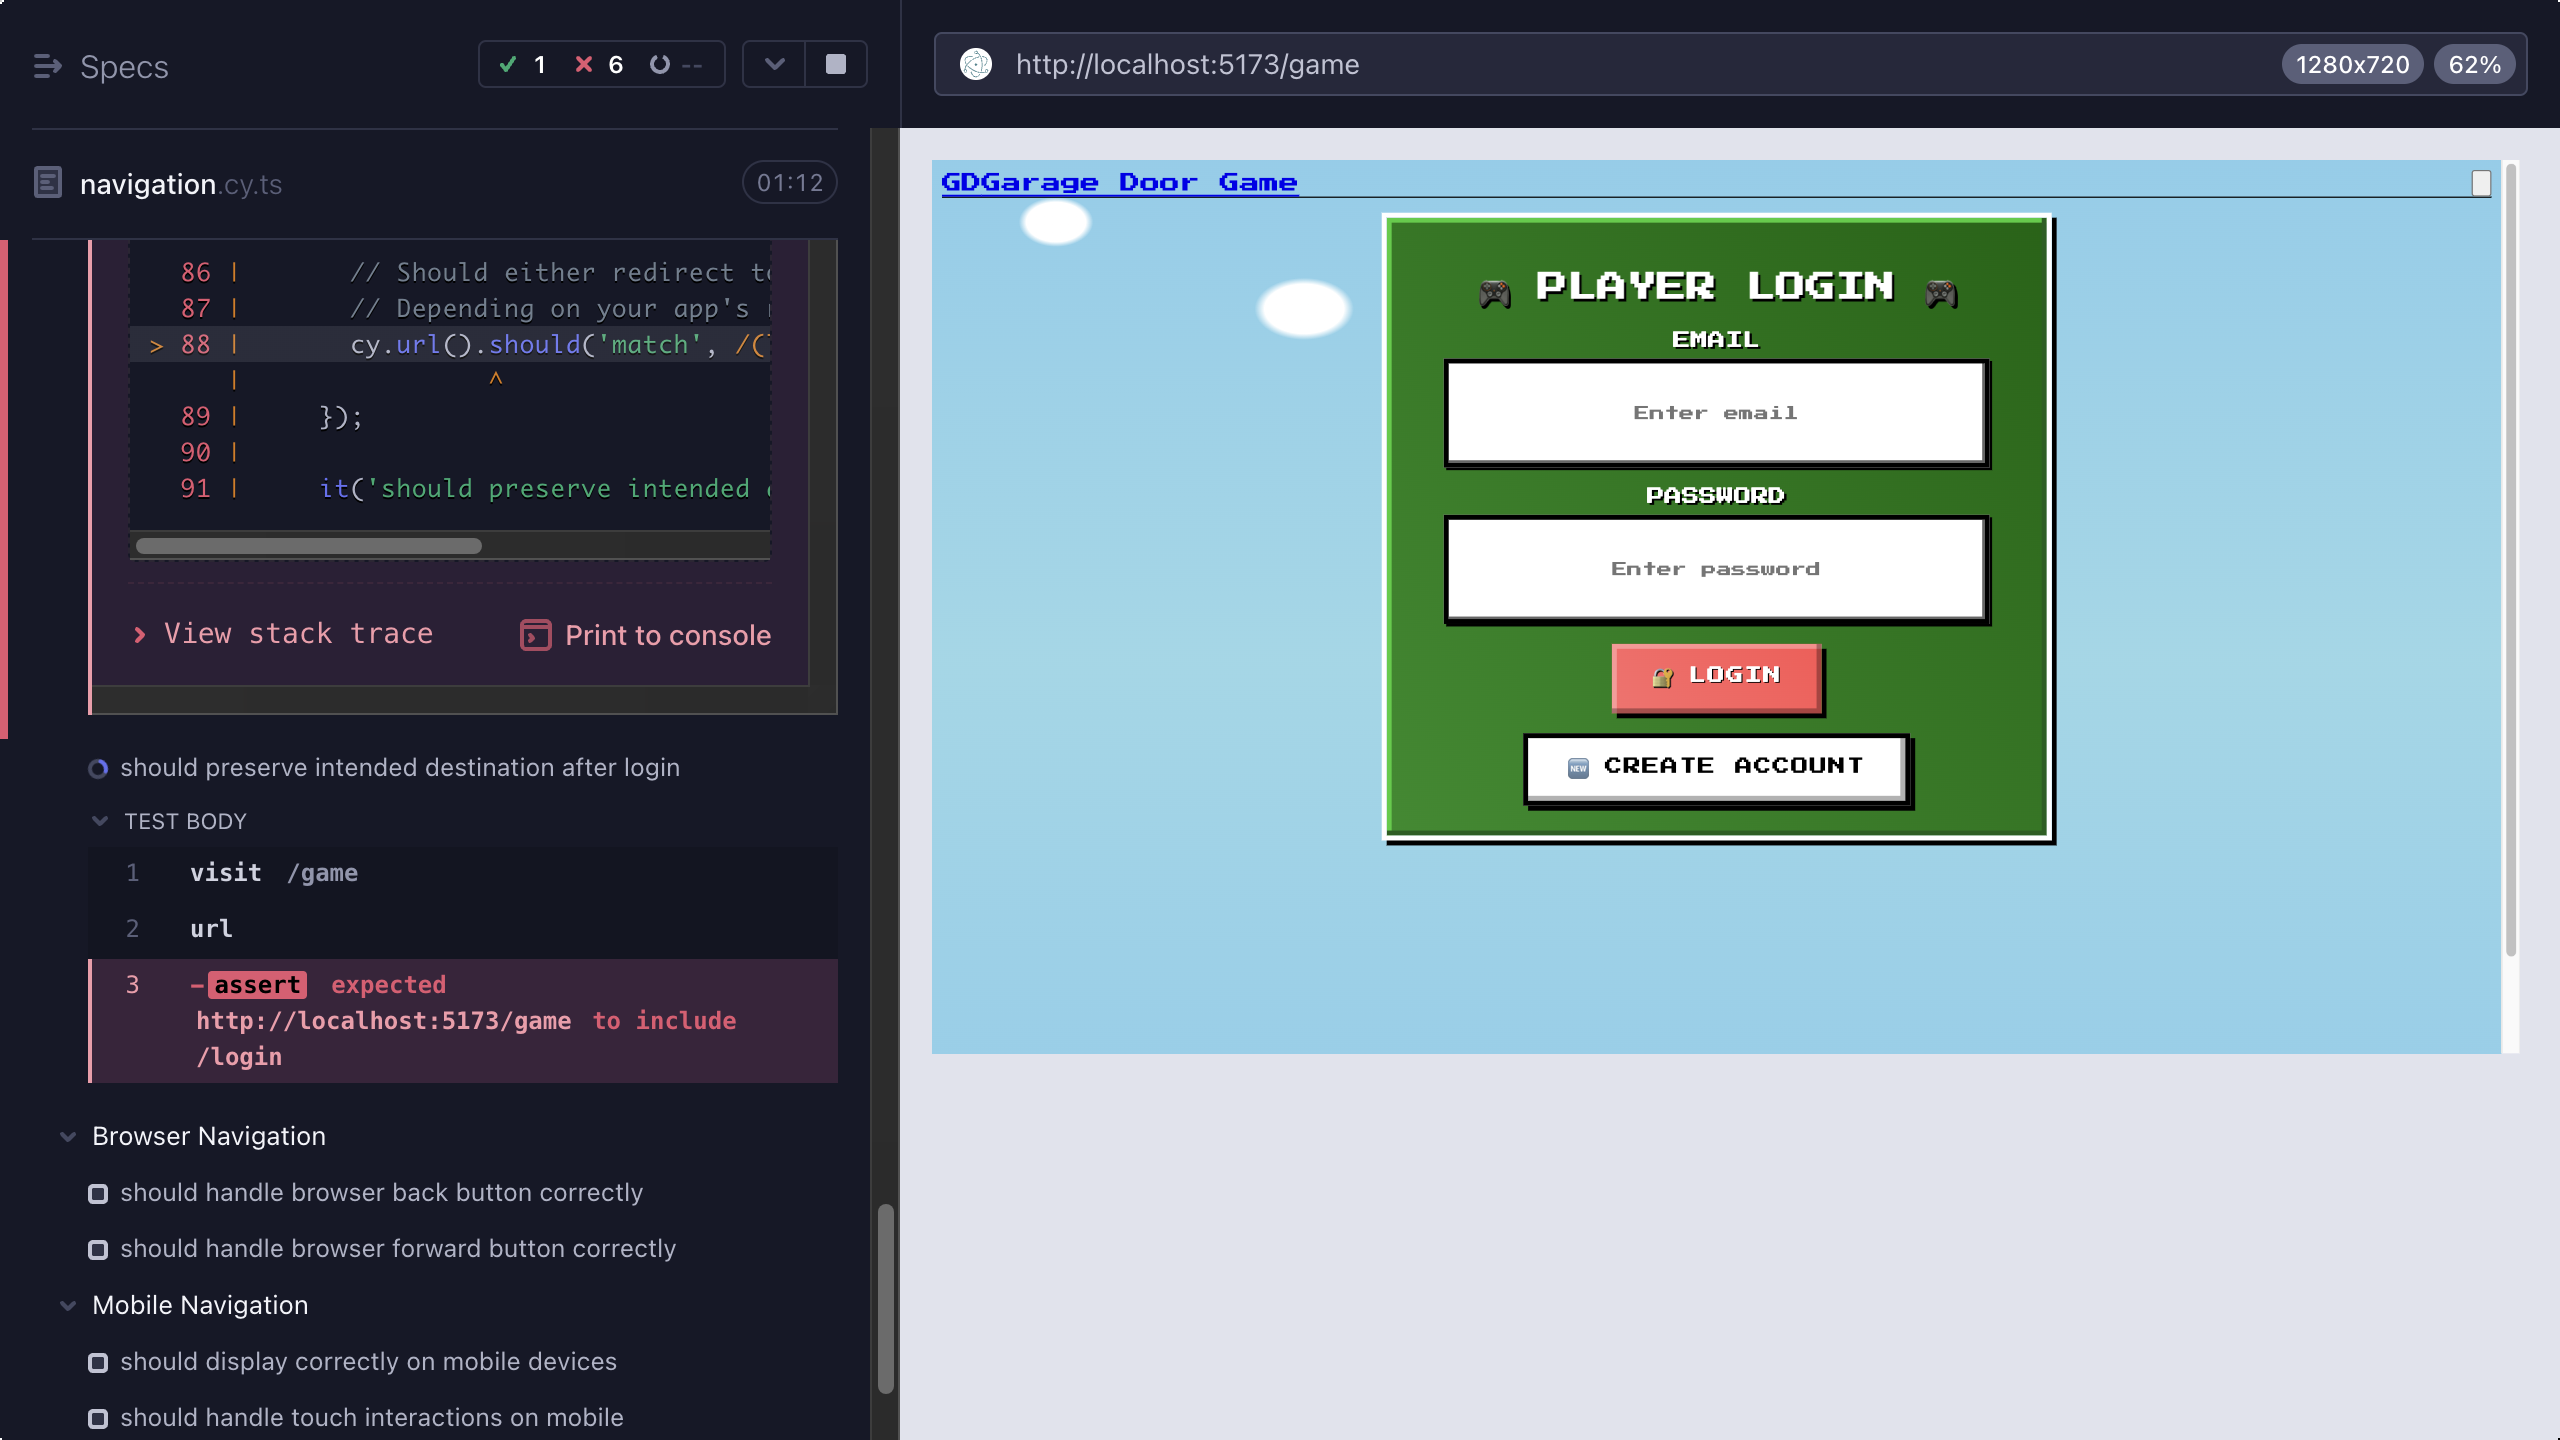 Specs
1
6
--
http://localhost:5173/game
1280x720
62%
navigation.cy.ts
01:12
86 | // Should either redirect to
87 | // Depending on your app's
> 88 | cy.url().should('match', /(
| ^
89 | });
90 |
91 | it('should preserve intended
View stack trace
Print to console
should preserve intended destination after login
TEST BODY
1 visit /game
2 url
3 -assert expected
http://localhost:5173/game to include
/login
Browser Navigation
should handle browser back button correctly
should handle browser forward button correctly
Mobile Navigation
should display correctly on mobile devices
should handle touch interactions on mobile
GDGarage Door Game
PLAYER LOGIN
EMAIL
Enter email
PASSWORD
Enter password
LOGIN
NEW CREATE ACCOUNT